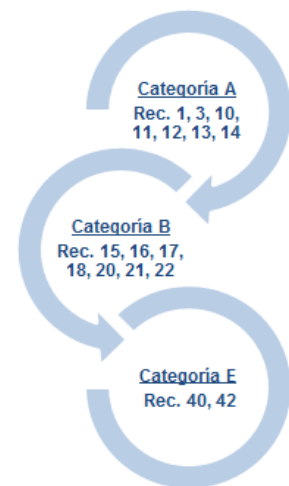 Categoría A
Rec. 1, 3, 10,
11, 12, 13, 14
Categoría B
Rec. 15, 16, 17,
18, 20, 21, 22
Categoría E
Rec. 40, 42